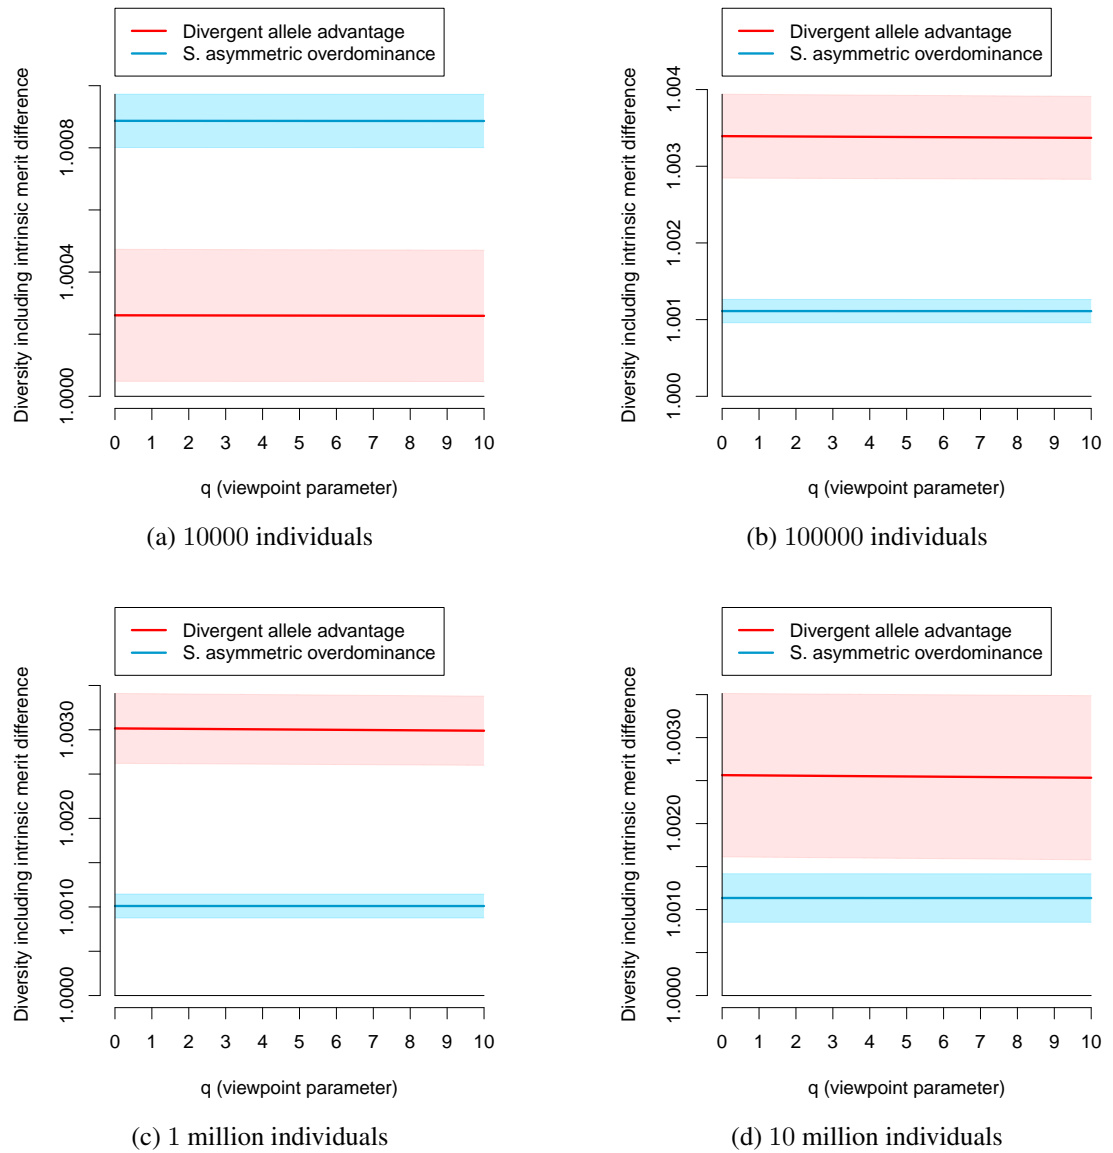 Divergent allele advantage
S. asymmetric overdominance
Diversity including intrinsic merit difference
1.0000 1.0004 1.0008
0 1 2 3 4 5 6 7 8 9 10
q (viewpoint parameter)
(a) 10000 individuals
Divergent allele advantage
S. asymmetric overdominance
Diversity including intrinsic merit difference
1.000 1.001 1.002 1.003 1.004
0 1 2 3 4 5 6 7 8 9 10
q (viewpoint parameter)
(b) 100000 individuals
Divergent allele advantage
S. asymmetric overdominance
Diversity including intrinsic merit difference
1.0000 1.0010 1.0020 1.0030
0 1 2 3 4 5 6 7 8 9 10
q (viewpoint parameter)
(c) 1 million individuals
Divergent allele advantage
S. asymmetric overdominance
Diversity including intrinsic merit difference
1.0000 1.0010 1.0020 1.0030
0 1 2 3 4 5 6 7 8 9 10
q (viewpoint parameter)
(d) 10 million individuals